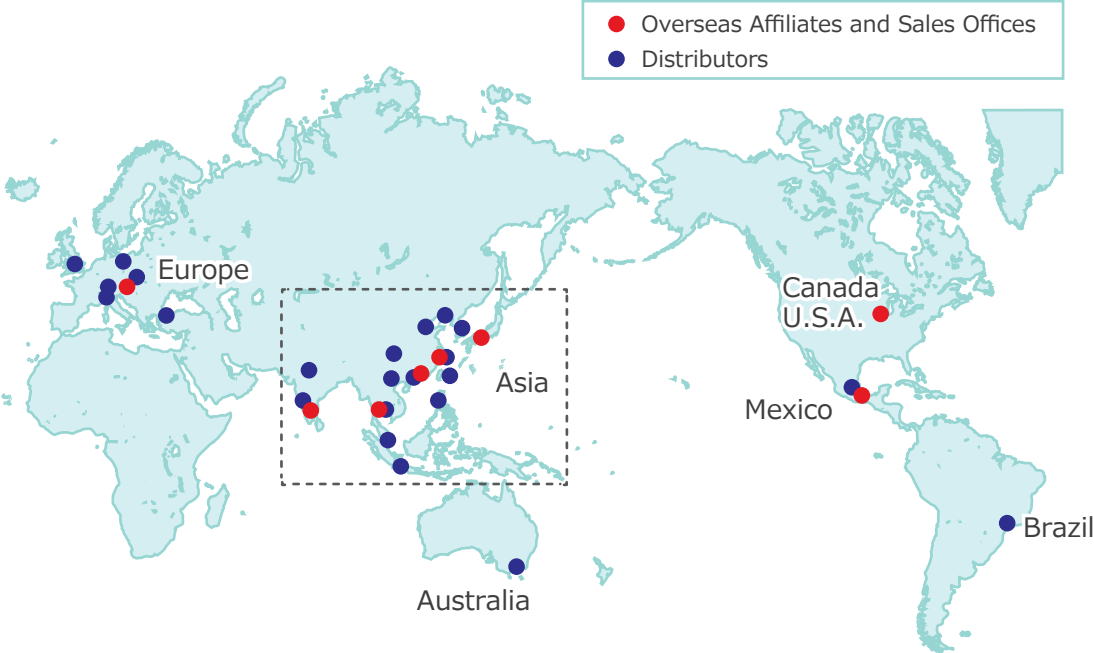 Overseas Affiliates and Sales Offices
Distributors
Europe
Canada
U.S.A.
Asia
Mexico
Brazil
Australia